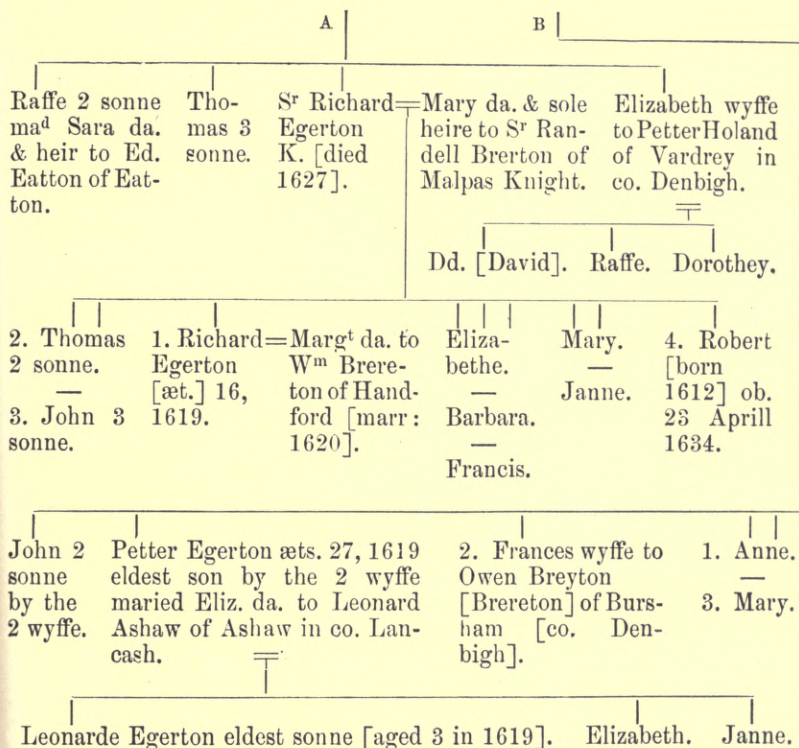 A
B
Raffe 2 sonne
maᵈ Sara da.
& heir to Ed.
Eatton of Eat-
ton.
Tho-
mas 3
sonne.
Sʳ Richard=
Egerton
K. [died
1627].
Mary da. & sole
heire to Sʳ Ran-
dell Brerton of
Malpas Knight.
Elizabeth wyffe
to Petter Holand
of Vardrey in
co. Denbigh.
Dd. [David]. Raffe. Dorothey.
2. Thomas
2 sonne.
—
3. John 3
sonne.
1. Richard=
Egerton
[æt.] 16,
1619.
Margᵗ da. to
Wᵐ Brere-
ton of Hand-
ford [marr:
1620].
Eliza-
bethe.
—
Barbara.
—
Francis.
Mary.
—
Janne.
4. Robert
[born
1612] ob.
23 Aprill
1634.
John 2
sonne
by the
2 wyffe.
Petter Egerton æts. 27, 1619
eldest son by the 2 wyffe
maried Eliz. da. to Leonard
Ashaw of Ashaw in co. Lan-
cash.
2. Frances wyffe to
Owen Breyton
[Brereton] of Burs-
ham [co. Den-
bigh].
1. Anne.
—
3. Mary.
Leonarde Egerton eldest sonne [aged 3 in 1619]. Elizabeth. Janne.